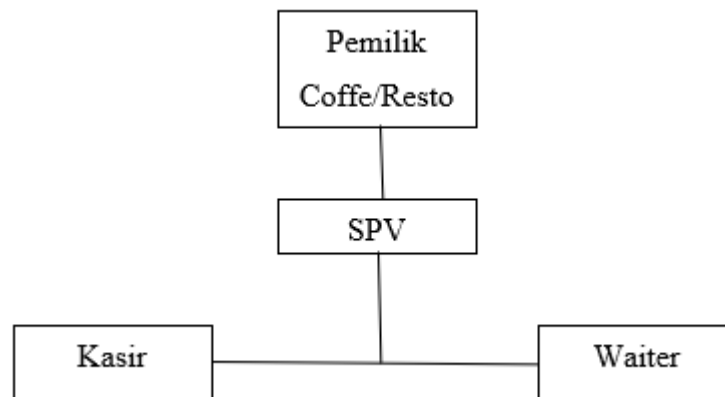 Pemilik
Coffe/Resto
SPV
Kasir
Waiter